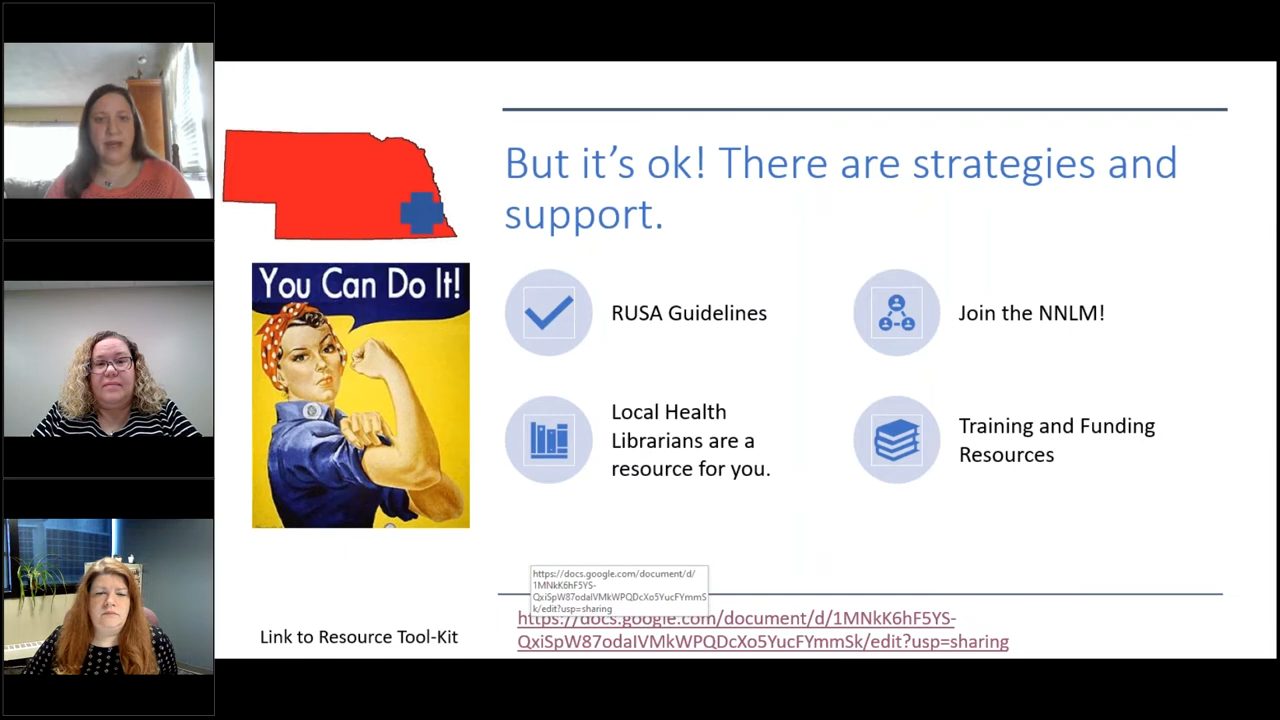 But it's ok! There are strategies and
support.
You Can Do It!
RUSA Guidelines
Join the NNLM!
Local Health
Librarians are a
resource for you.
Training and Funding
Resources
https://docs.google.com/document/d/
1MNkK6hF5YS-
QxiSpW87odaIVMkWPQDcXo5YucFYmmS
k/edit?usp=sharing
Link to Resource Tool-Kit
https://docs.google.com/document/d/1MNkK6hF5YS-
QxiSpW87odaIVMkWPQDcXo5YucFYmmSk/edit?usp=sharing